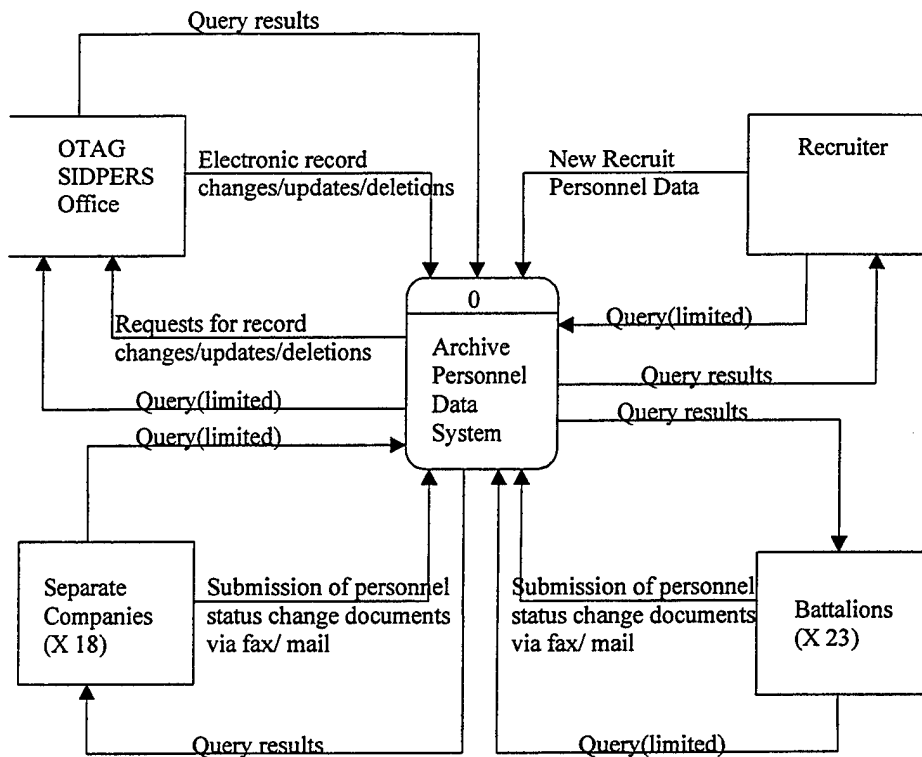 Query results
OTAG
SIDPERS
Office
Electronic record
changes/updates/deletions
New Recruit
Personnel Data
Recruiter
0
Archive
Personnel
Data
System
Requests for record
changes/updates/deletions
Query(limited)
Query(limited)
Query(limited)
Query results
Query results
Separate
Companies
(X 18)
Submission of personnel
status change documents
via fax/ mail
Submission of personnel
status change documents
via fax/ mail
Battalions
(X 23)
Query results
Query(limited)